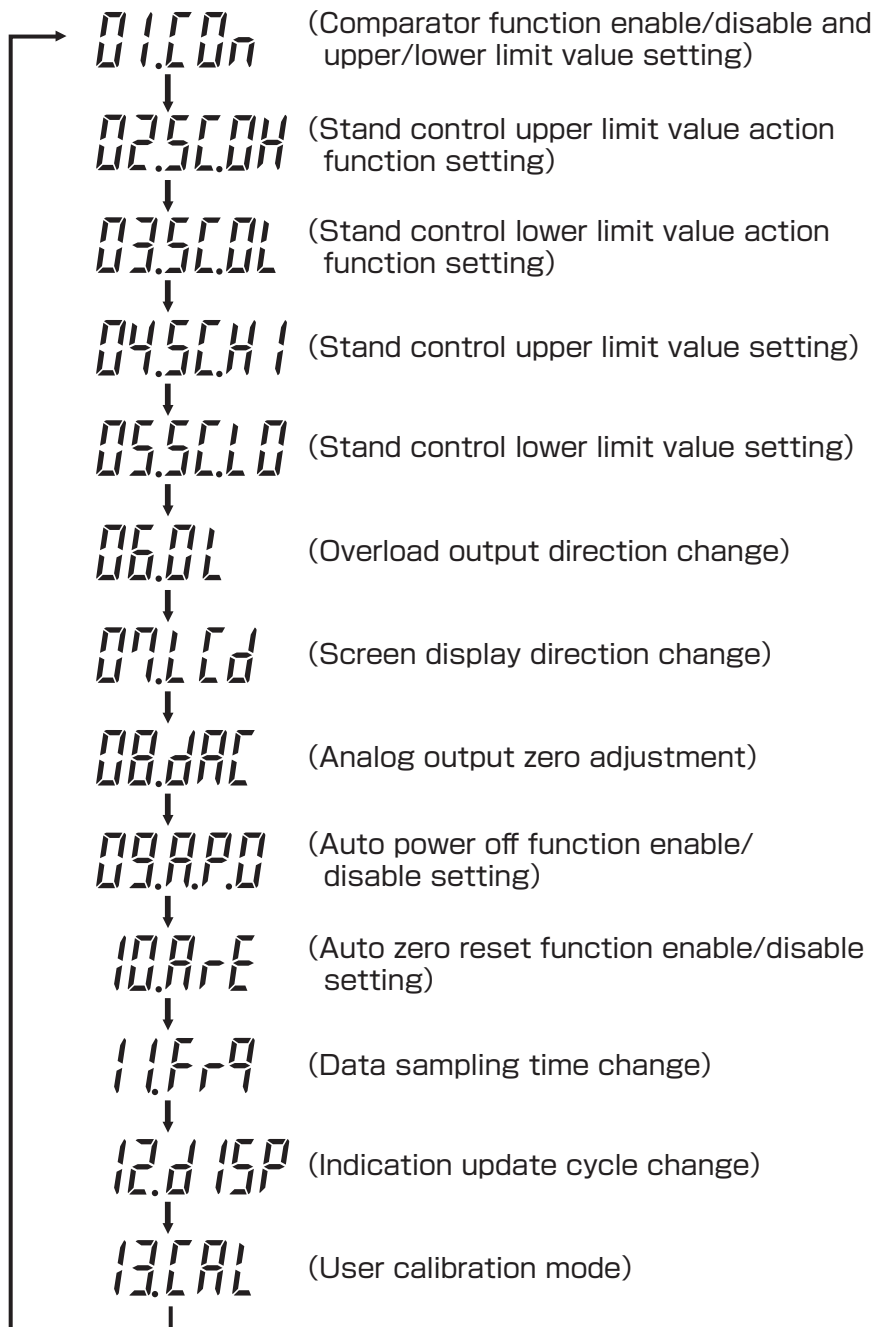 01.COn (Comparator function enable/disable and
upper/lower limit value setting)
02.SC.OH (Stand control upper limit value action
function setting)
03.SC.OL (Stand control lower limit value action
function setting)
04.SC.HI (Stand control upper limit value setting)
05.SC.LO (Stand control lower limit value setting)
06.OL (Overload output direction change)
07.LCd (Screen display direction change)
08.dAC (Analog output zero adjustment)
09.A.P.O (Auto power off function enable/
disable setting)
10.ArE (Auto zero reset function enable/disable
setting)
11.Frq (Data sampling time change)
12.dISP (Indication update cycle change)
13.CAL (User calibration mode)